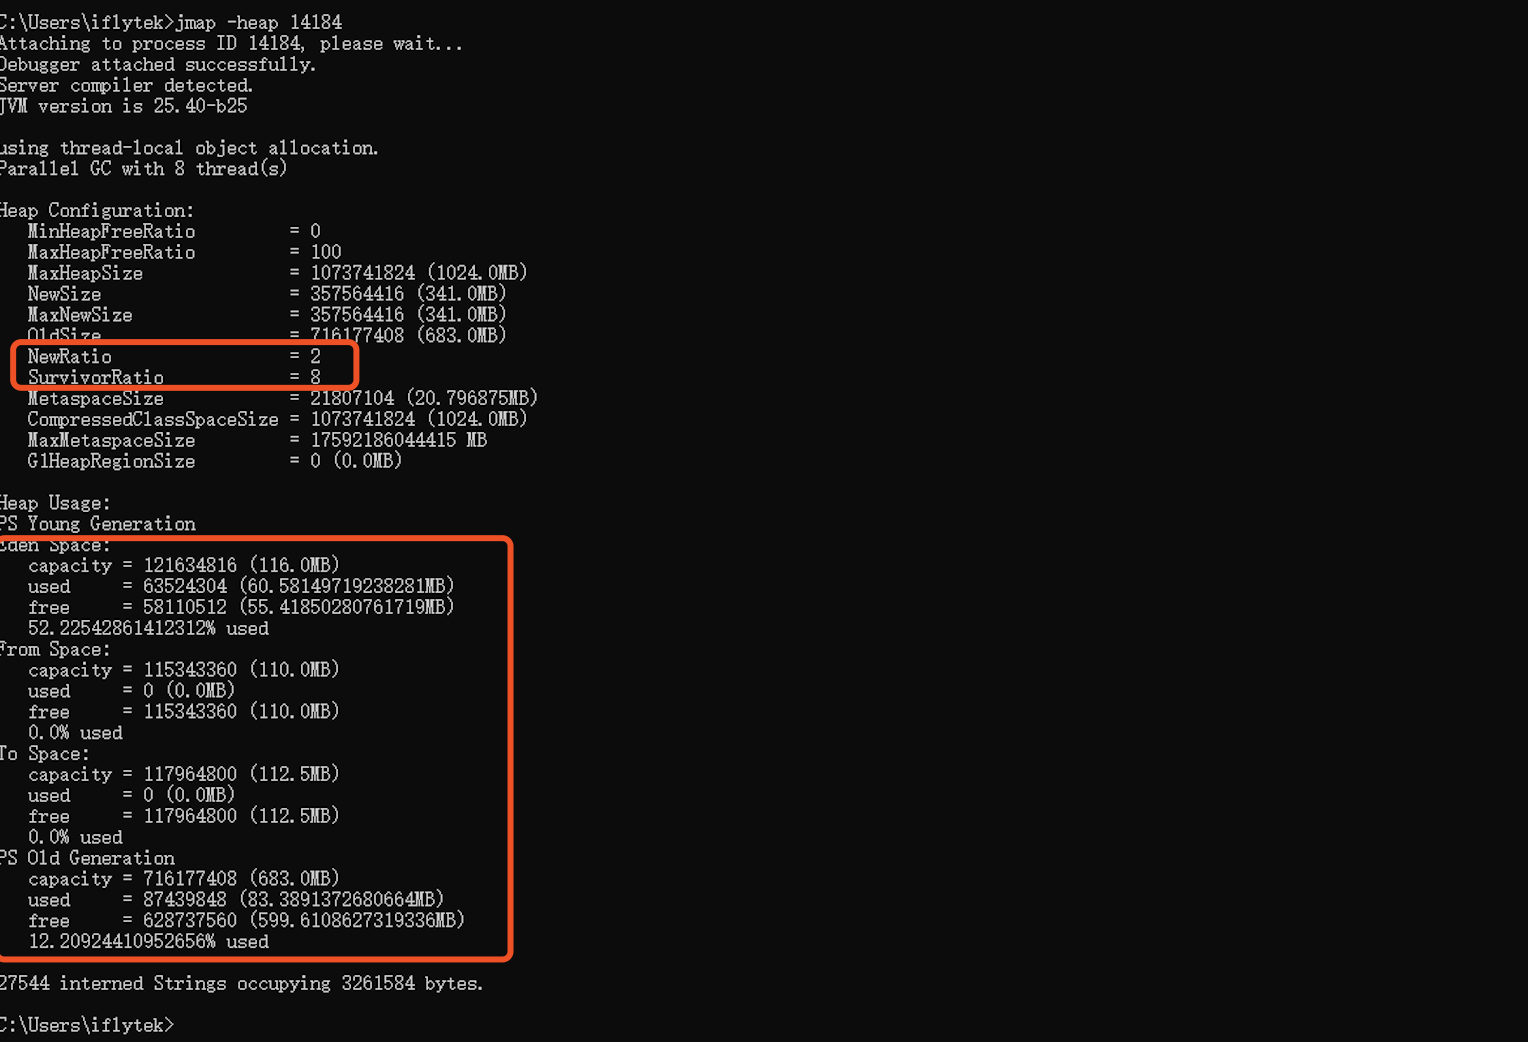 C:\Users\iflytek>jmap -heap 14184
Attaching to process ID 14184, please wait...
Debugger attached successfully.
Server compiler detected.
JVM version is 25.40-b25
using thread-local object allocation.
Parallel GC with 8 thread(s)
Heap Configuration:
MinHeapFreeRatio = 0
MaxHeapFreeRatio = 100
MaxHeapSize = 1073741824 (1024.0MB)
NewSize = 357564416 (341.0MB)
MaxNewSize = 357564416 (341.0MB)
OldSize = 716177408 (683.0MB)
NewRatio = 2
SurvivorRatio = 8
MetaspaceSize = 21807104 (20.796875MB)
CompressedClassSpaceSize = 1073741824 (1024.0MB)
MaxMetaspaceSize = 17592186044415 MB
G1HeapRegionSize = 0 (0.0MB)
Heap Usage:
PS Young Generation
Eden Space:
capacity = 121634816 (116.0MB)
used = 63524304 (60.58149719238281MB)
free = 58110512 (55.41850280761719MB)
52.22542861412312% used
From Space:
capacity = 115343360 (110.0MB)
used = 0 (0.0MB)
free = 115343360 (110.0MB)
0.0% used
To Space:
capacity = 117964800 (112.5MB)
used = 0 (0.0MB)
free = 117964800 (112.5MB)
0.0% used
PS Old Generation
capacity = 716177408 (683.0MB)
used = 87439848 (83.3891372680664MB)
free = 628737560 (599.6108627319336MB)
12.20924410952656% used
27544 interned Strings occupying 3261584 bytes.
C:\Users\iflytek>